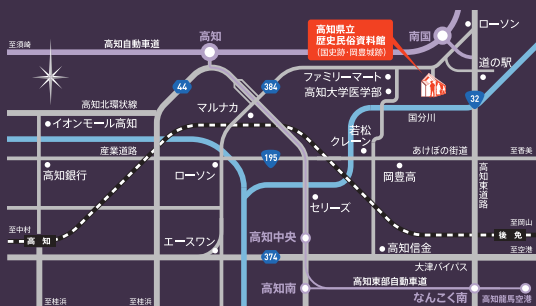 至須崎
高知自動車道
高知
高知県立
歴史民俗資料館
（国史跡・岡豊城跡）
南国
ローソン
道の駅
44
384
ファミリーマート
高知大学医学部
32
高知北環状線
マルナカ
イオンモール高知
国分川
若松
クレーン
産業道路
195
あけぼの街道
至香美
高知銀行
ローソン
岡豊高
高知東道路
セリーズ
至中村
高知
エースワン
高知中央
至岡山
後免
高知信金
至空港
374
大津バイパス
高知南
高知東部自動車道
なんこく南
高知龍馬空港
至桂浜
至桂浜